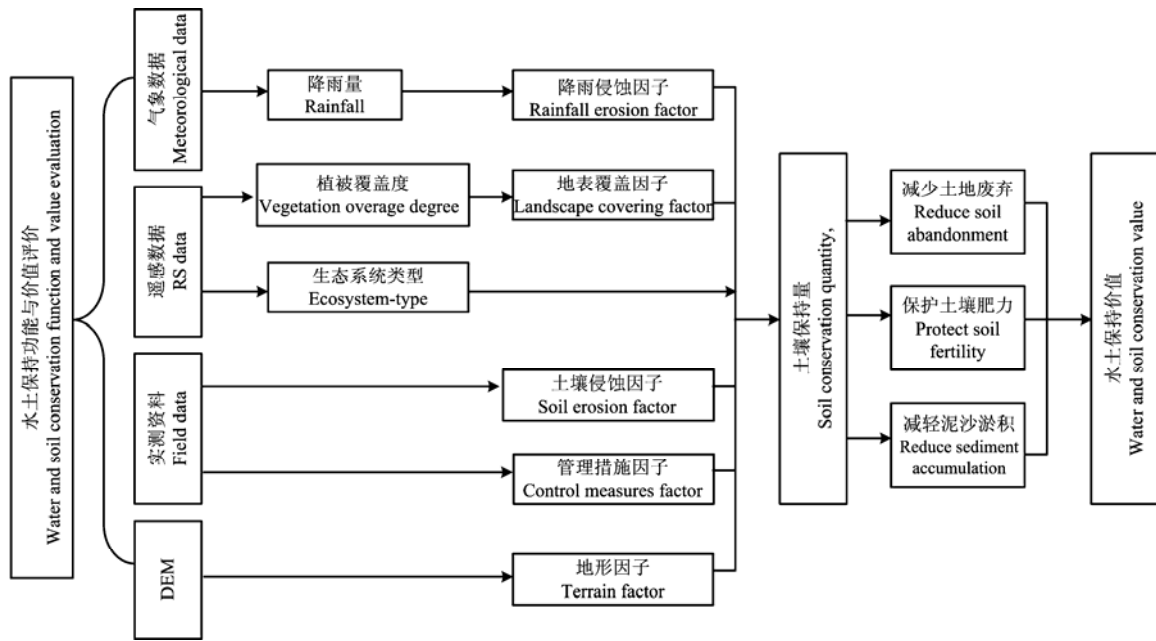 水土保持功能与价值评价
Water and soil conservation function and value evaluation
气象数据
Meteorological data
降雨量
Rainfall
降雨侵蚀因子
Rainfall erosion factor
遥感数据
RS data
植被覆盖度
Vegetation overage degree
地表覆盖因子
Landscape covering factor
生态系统类型
Ecosystem-type
实测资料
Field data
土壤侵蚀因子
Soil erosion factor
管理措施因子
Control measures factor
DEM
地形因子
Terrain factor
土壤保持量
Soil conservation quantity,
减少土地废弃
Reduce soil
abandonment
保护土壤肥力
Protect soil
fertility
减轻泥沙淤积
Reduce sediment
accumulation
水土保持价值
Water and soil conservation value